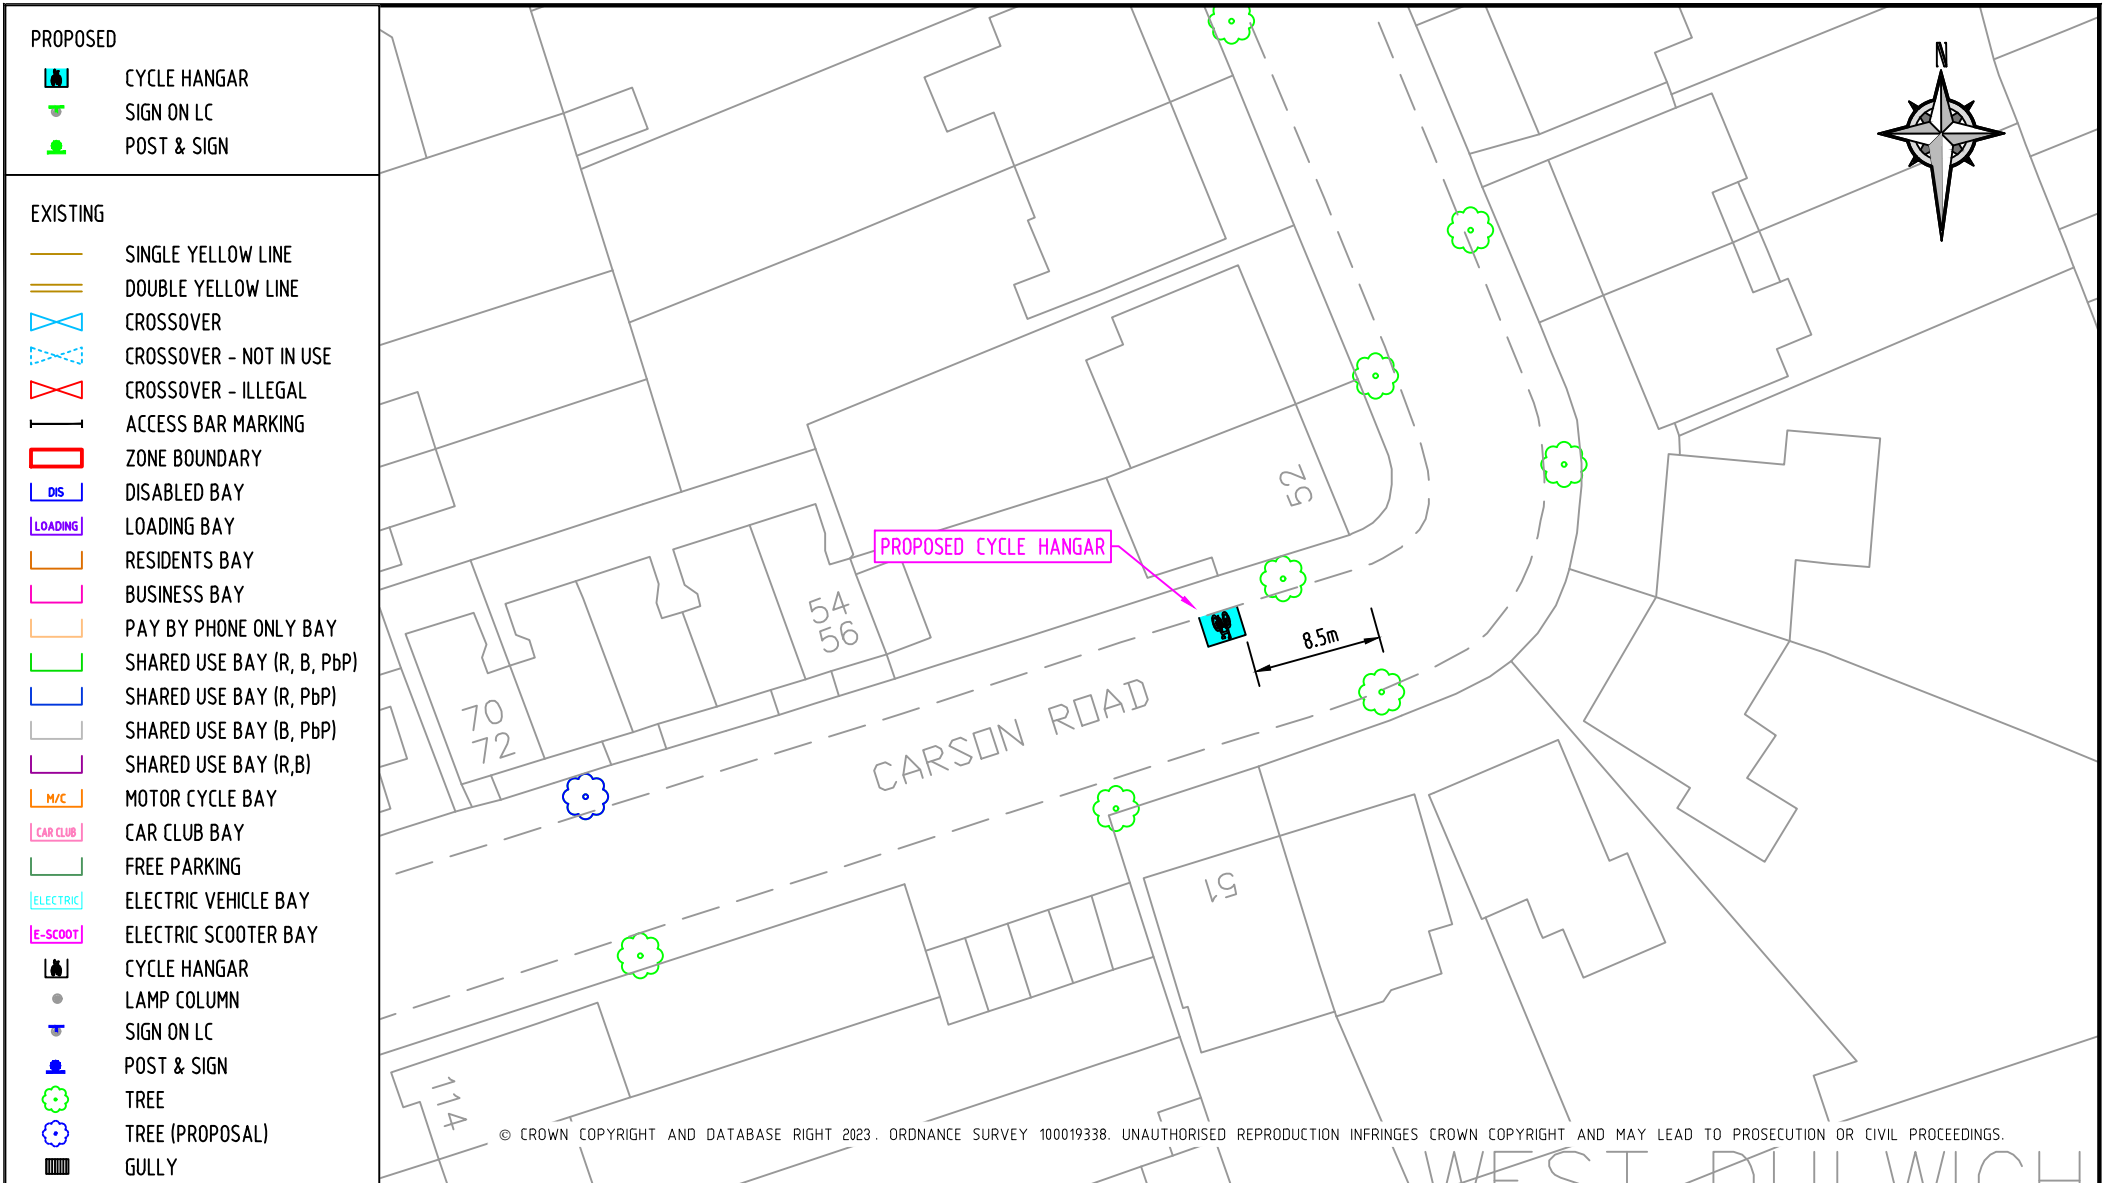 PROPOSED
CYCLE HANGAR
SIGN ON LC
POST & SIGN
EXISTING
SINGLE YELLOW LINE
DOUBLE YELLOW LINE
CROSSOVER
CROSSOVER - NOT IN USE
CROSSOVER - ILLEGAL
ACCESS BAR MARKING
ZONE BOUNDARY
DIS DISABLED BAY
LOADING LOADING BAY
RESIDENTS BAY
BUSINESS BAY
PAY BY PHONE ONLY BAY
SHARED USE BAY (R, B, PbP)
SHARED USE BAY (R, PbP)
SHARED USE BAY (B, PbP)
SHARED USE BAY (R,B)
M/C MOTOR CYCLE BAY
CAR CLUB CAR CLUB BAY
FREE PARKING
ELECTRIC ELECTRIC VEHICLE BAY
E-SCOOT ELECTRIC SCOOTER BAY
CYCLE HANGAR
LAMP COLUMN
SIGN ON LC
POST & SIGN
TREE
TREE (PROPOSAL)
GULLY
N
52
PROPOSED CYCLE HANGAR
54
56
8.5m
70
72
CARSON ROAD
51
114
© CROWN COPYRIGHT AND DATABASE RIGHT 2023. ORDNANCE SURVEY 100019338. UNAUTHORISED REPRODUCTION INFRINGES CROWN COPYRIGHT AND MAY LEAD TO PROSECUTION OR CIVIL PROCEEDINGS.
WEST DULWICH